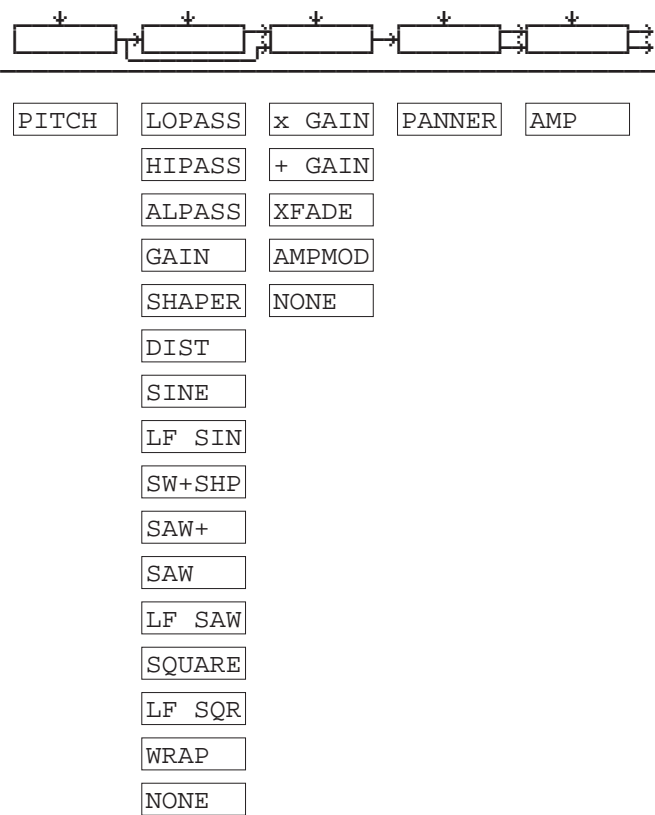 PITCH LOPASS x GAIN PANNER AMP
HIPASS + GAIN
ALPASS XFADE
GAIN AMPMOD
SHAPER NONE
DIST
SINE
LF SIN
SW+SHP
SAW+
SAW
LF SAW
SQUARE
LF SQR
WRAP
NONE